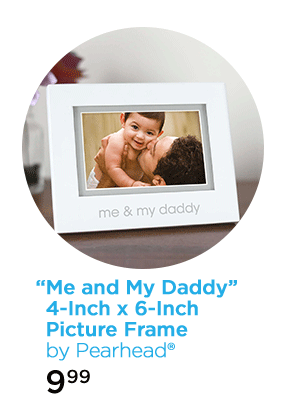 me & my daddy
“Me and My Daddy”
4-Inch x 6-Inch
Picture Frame
by Pearhead®
9⁹⁹